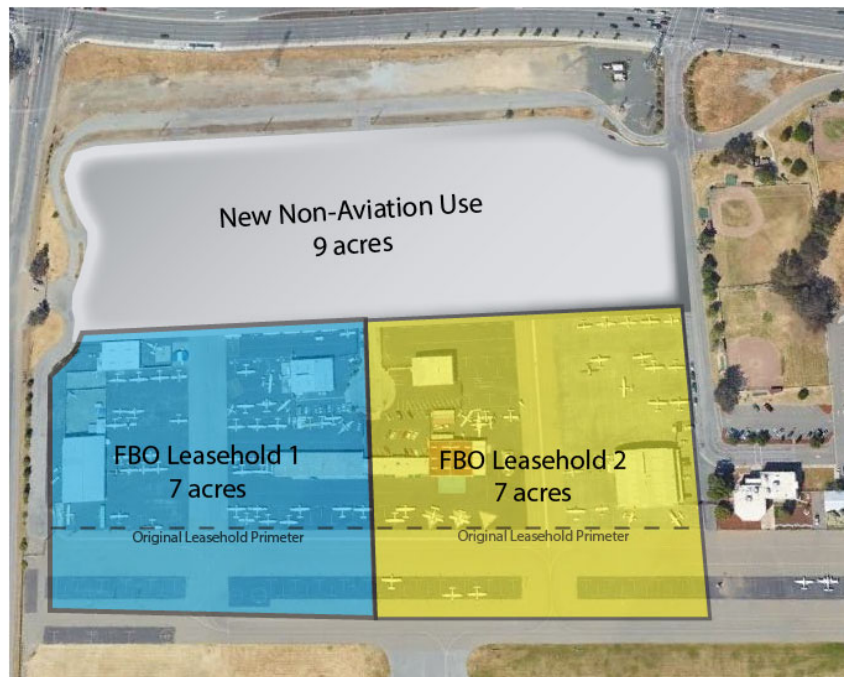 New Non-Aviation Use
9 acres
FBO Leasehold 1
7 acres
FBO Leasehold 2
7 acres
Original Leasehold Primeter
Original Leasehold Primeter